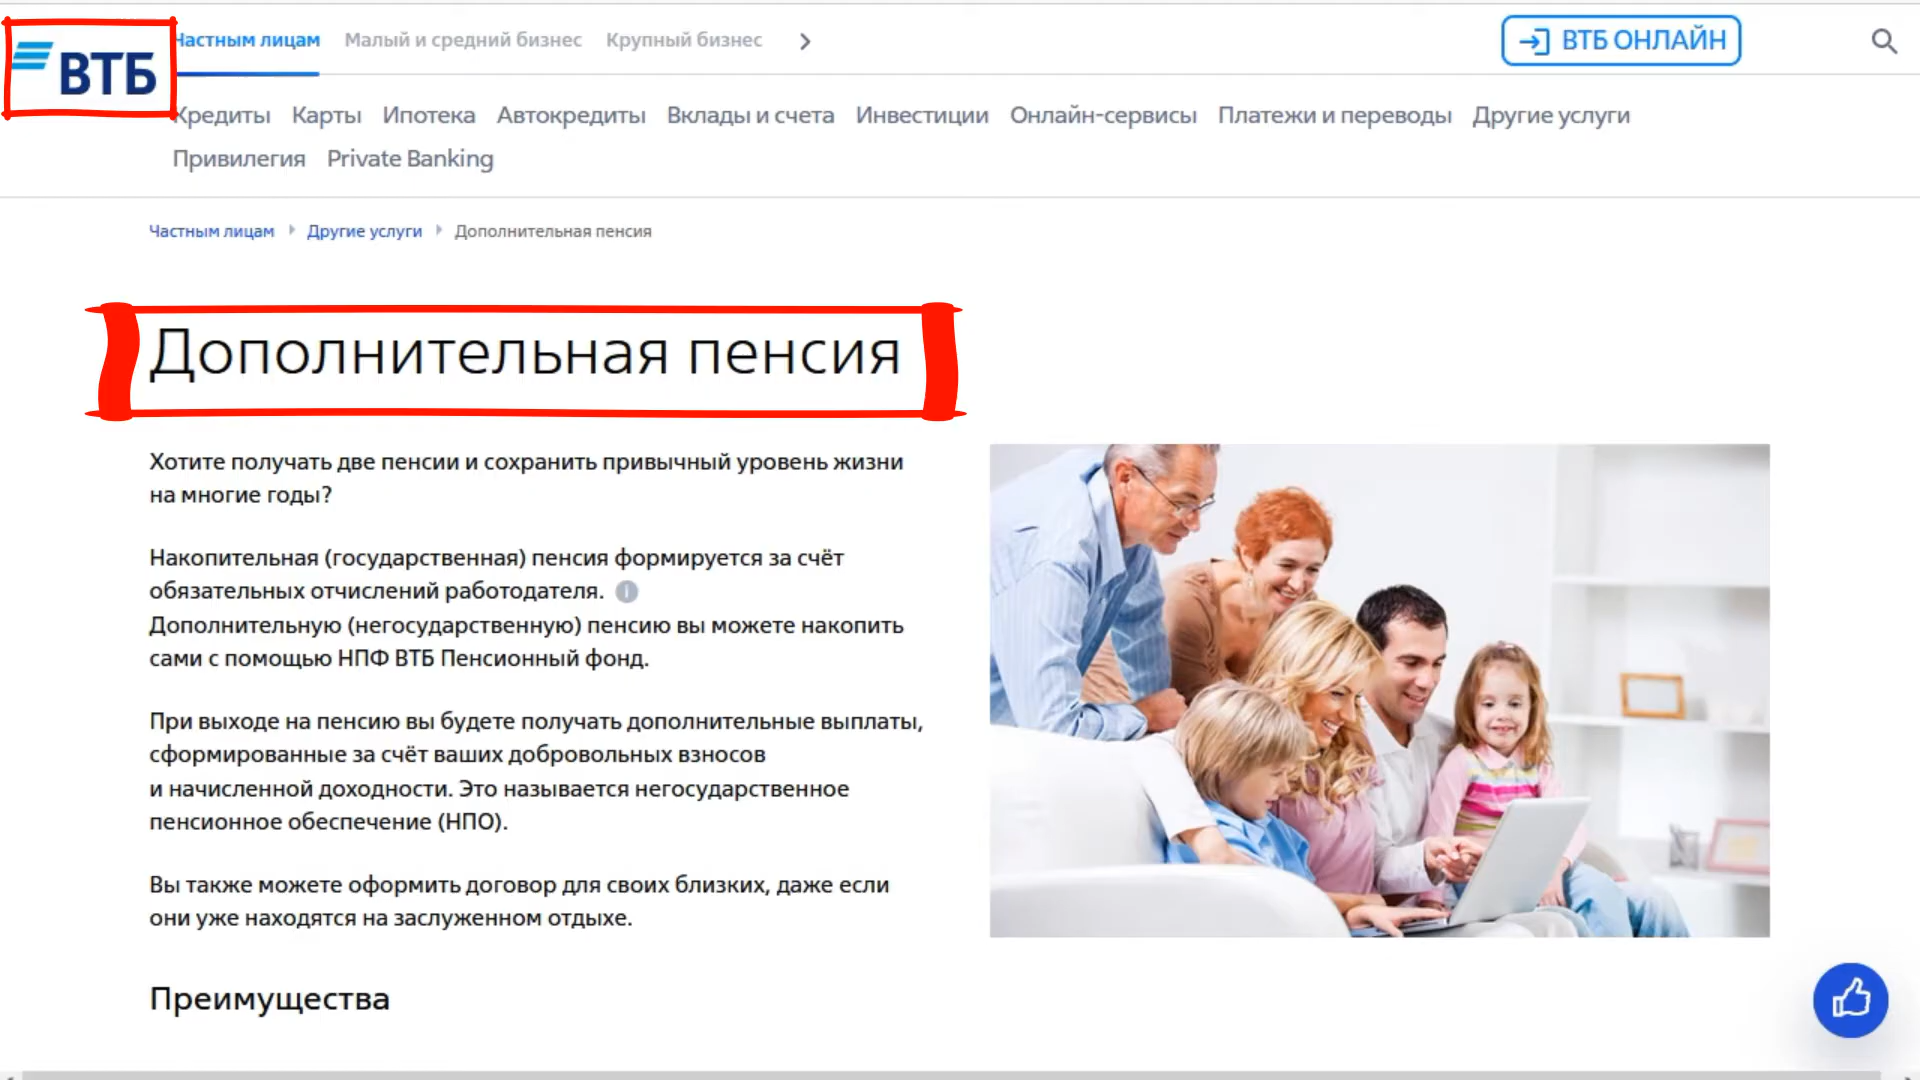 ВТБ
Частным лицам Малый и средний бизнес Крупный бизнес
ВТБ ОНЛАЙН
Кредиты Карты Ипотека Автокредиты Вклады и счета Инвестиции Онлайн-сервисы Платежи и переводы Другие услуги
Привилегия Private Banking
Частным лицам Другие услуги Дополнительная пенсия
Дополнительная пенсия
Хотите получать две пенсии и сохранить привычный уровень жизни
на многие годы?
Накопительная (государственная) пенсия формируется за счёт
обязательных отчислений работодателя.
Дополнительную (негосударственную) пенсию вы можете накопить
сами с помощью НПФ ВТБ Пенсионный фонд.
При выходе на пенсию вы будете получать дополнительные выплаты,
сформированные за счёт ваших добровольных взносов
и начисленной доходности. Это называется негосударственное
пенсионное обеспечение (НПО).
Вы также можете оформить договор для своих близких, даже если
они уже находятся на заслуженном отдыхе.
Преимущества